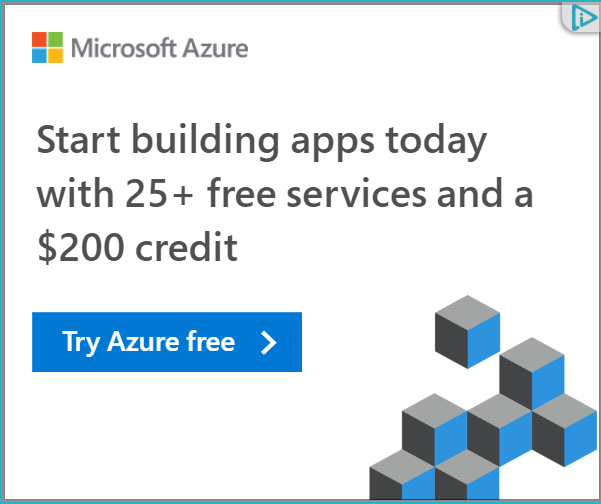 Microsoft Azure
Start building apps today
with 25+ free services and a
$200 credit
Try Azure free